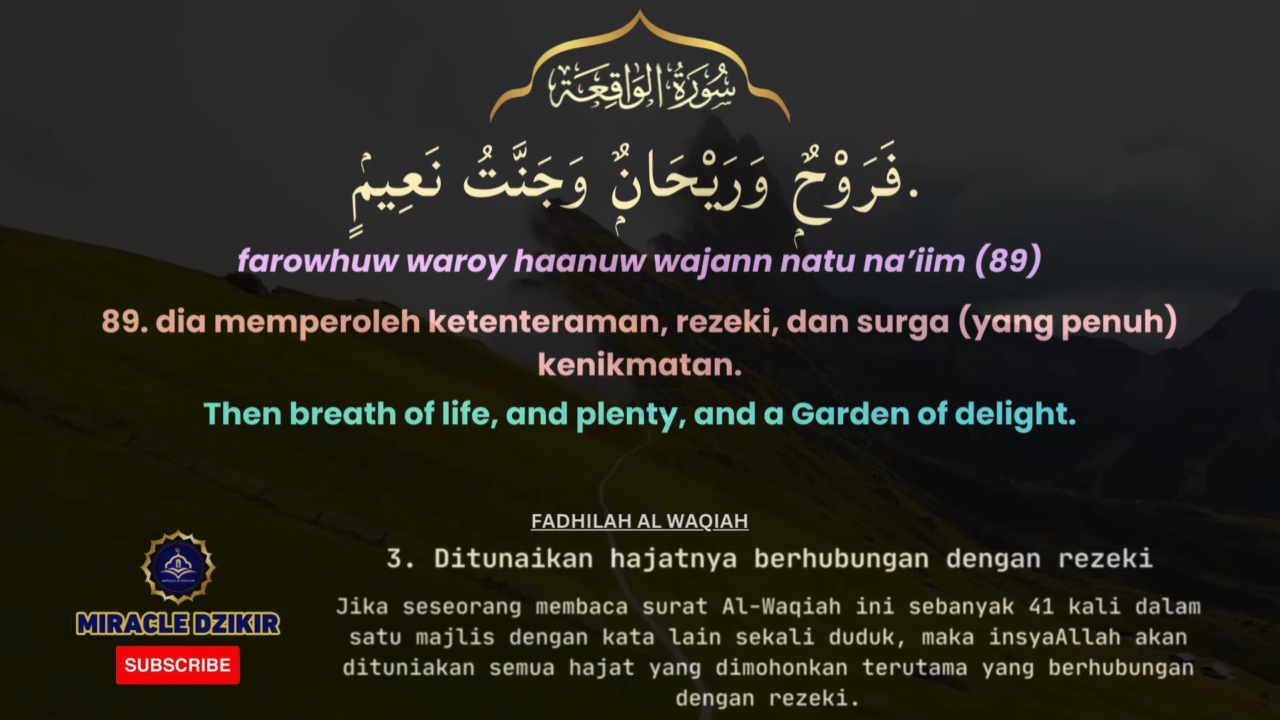 سُورَةُ الوَاقِعَة
فَرَوْحٌۭ وَرَيْحَانٌۭ وَجَنَّتُ نَعِيمٍۢ.
farowhuw waroy haanuw wajann natu na’iim (89)
89. dia memperoleh ketenteraman, rezeki, dan surga (yang penuh)
kenikmatan.
Then breath of life, and plenty, and a Garden of delight.
FADHILAH AL WAQIAH
3. Ditunaikan hajatnya berhubungan dengan rezeki
Jika seseorang membaca surat Al-Waqiah ini sebanyak 41 kali dalam
satu majlis dengan kata lain sekali duduk, maka insyaAllah akan
dituniakan semua hajat yang dimohonkan terutama yang berhubungan
dengan rezeki.
MIRACLE DZIKIR
MIRACLE DZIKIR
SUBSCRIBE